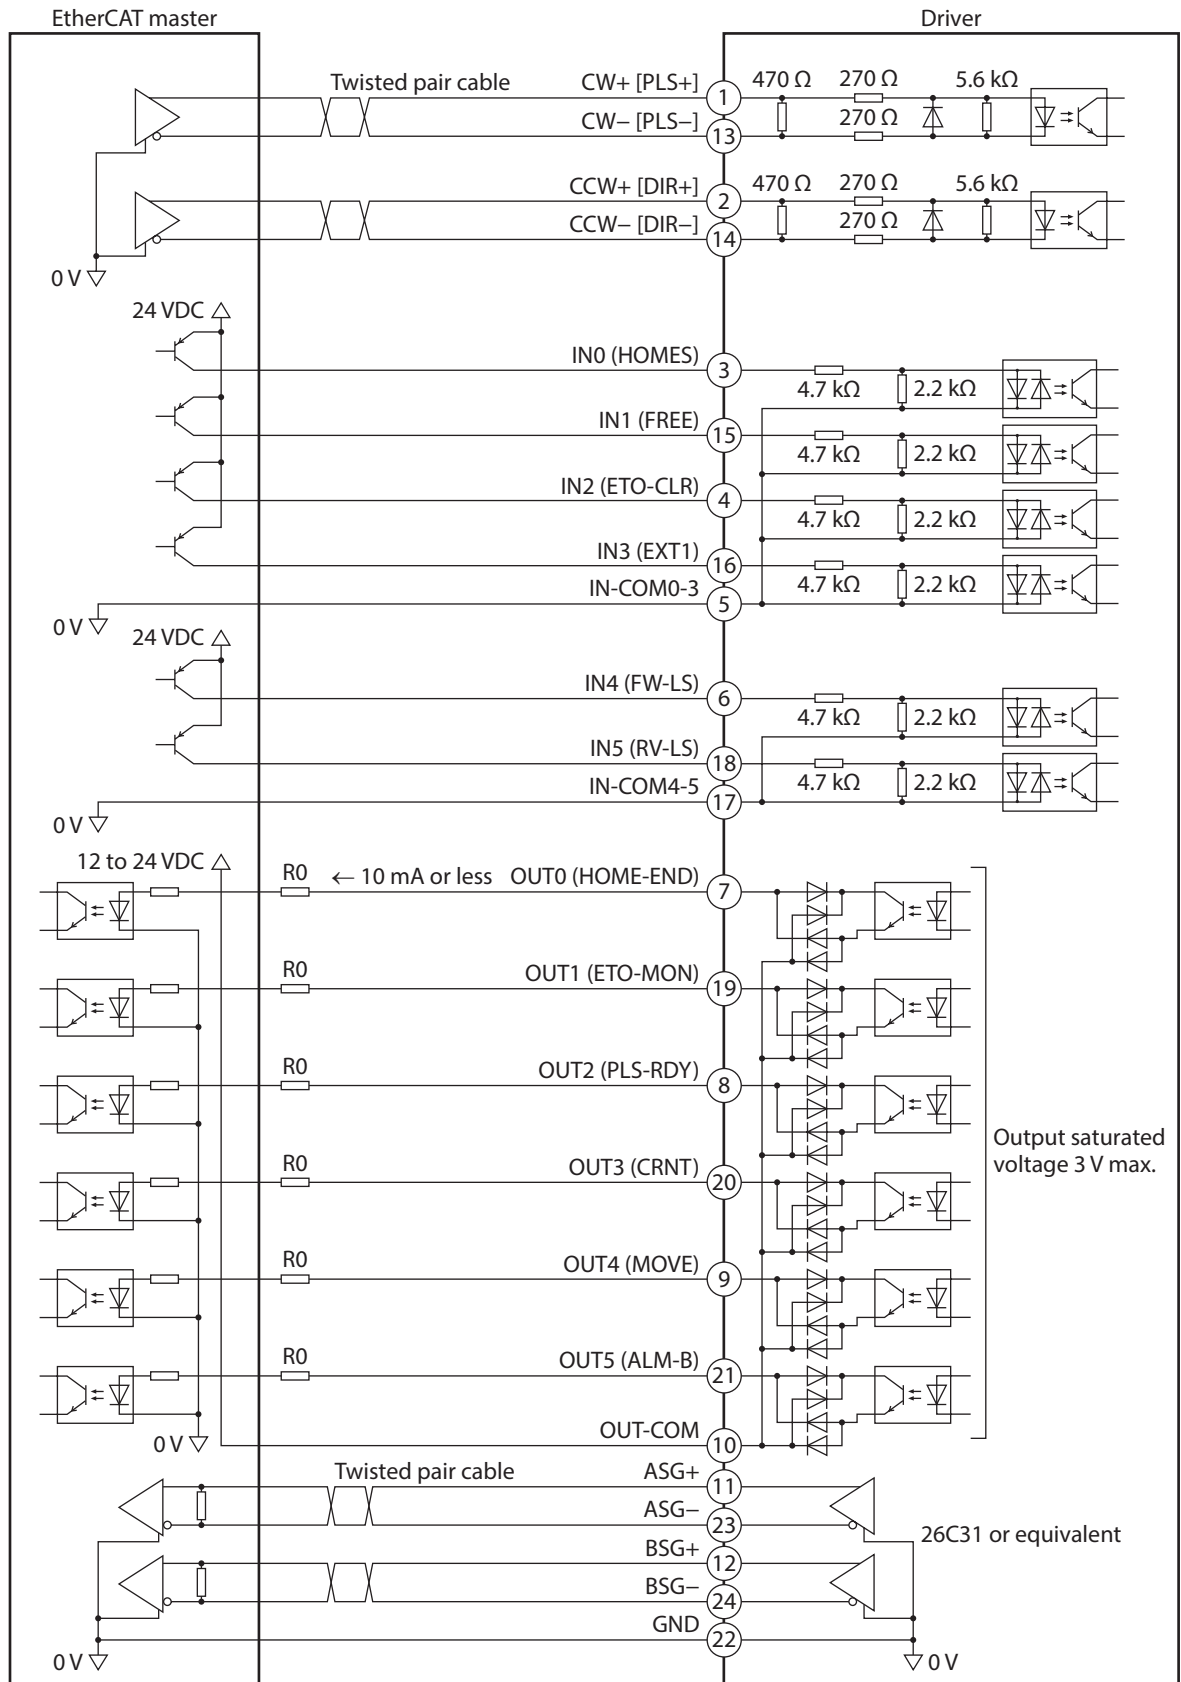 EtherCAT master
Driver
Twisted pair cable
CW+ [PLS+]
1
470 Ω
270 Ω
5.6 kΩ
CW− [PLS−]
13
270 Ω
CCW+ [DIR+]
2
470 Ω
270 Ω
5.6 kΩ
CCW− [DIR−]
14
270 Ω
0 V
24 VDC
IN0 (HOMES)
3
4.7 kΩ
2.2 kΩ
IN1 (FREE)
15
4.7 kΩ
2.2 kΩ
IN2 (ETO-CLR)
4
4.7 kΩ
2.2 kΩ
IN3 (EXT1)
16
4.7 kΩ
2.2 kΩ
IN-COM0-3
5
0 V
24 VDC
IN4 (FW-LS)
6
4.7 kΩ
2.2 kΩ
IN5 (RV-LS)
18
4.7 kΩ
2.2 kΩ
IN-COM4-5
17
0 V
12 to 24 VDC
R0
← 10 mA or less
OUT0 (HOME-END)
7
R0
OUT1 (ETO-MON)
19
R0
OUT2 (PLS-RDY)
8
Output saturated
voltage 3 V max.
R0
OUT3 (CRNT)
20
R0
OUT4 (MOVE)
9
R0
OUT5 (ALM-B)
21
0 V
OUT-COM
10
Twisted pair cable
ASG+
11
ASG−
23
26C31 or equivalent
BSG+
12
BSG−
24
GND
22
0 V
0 V